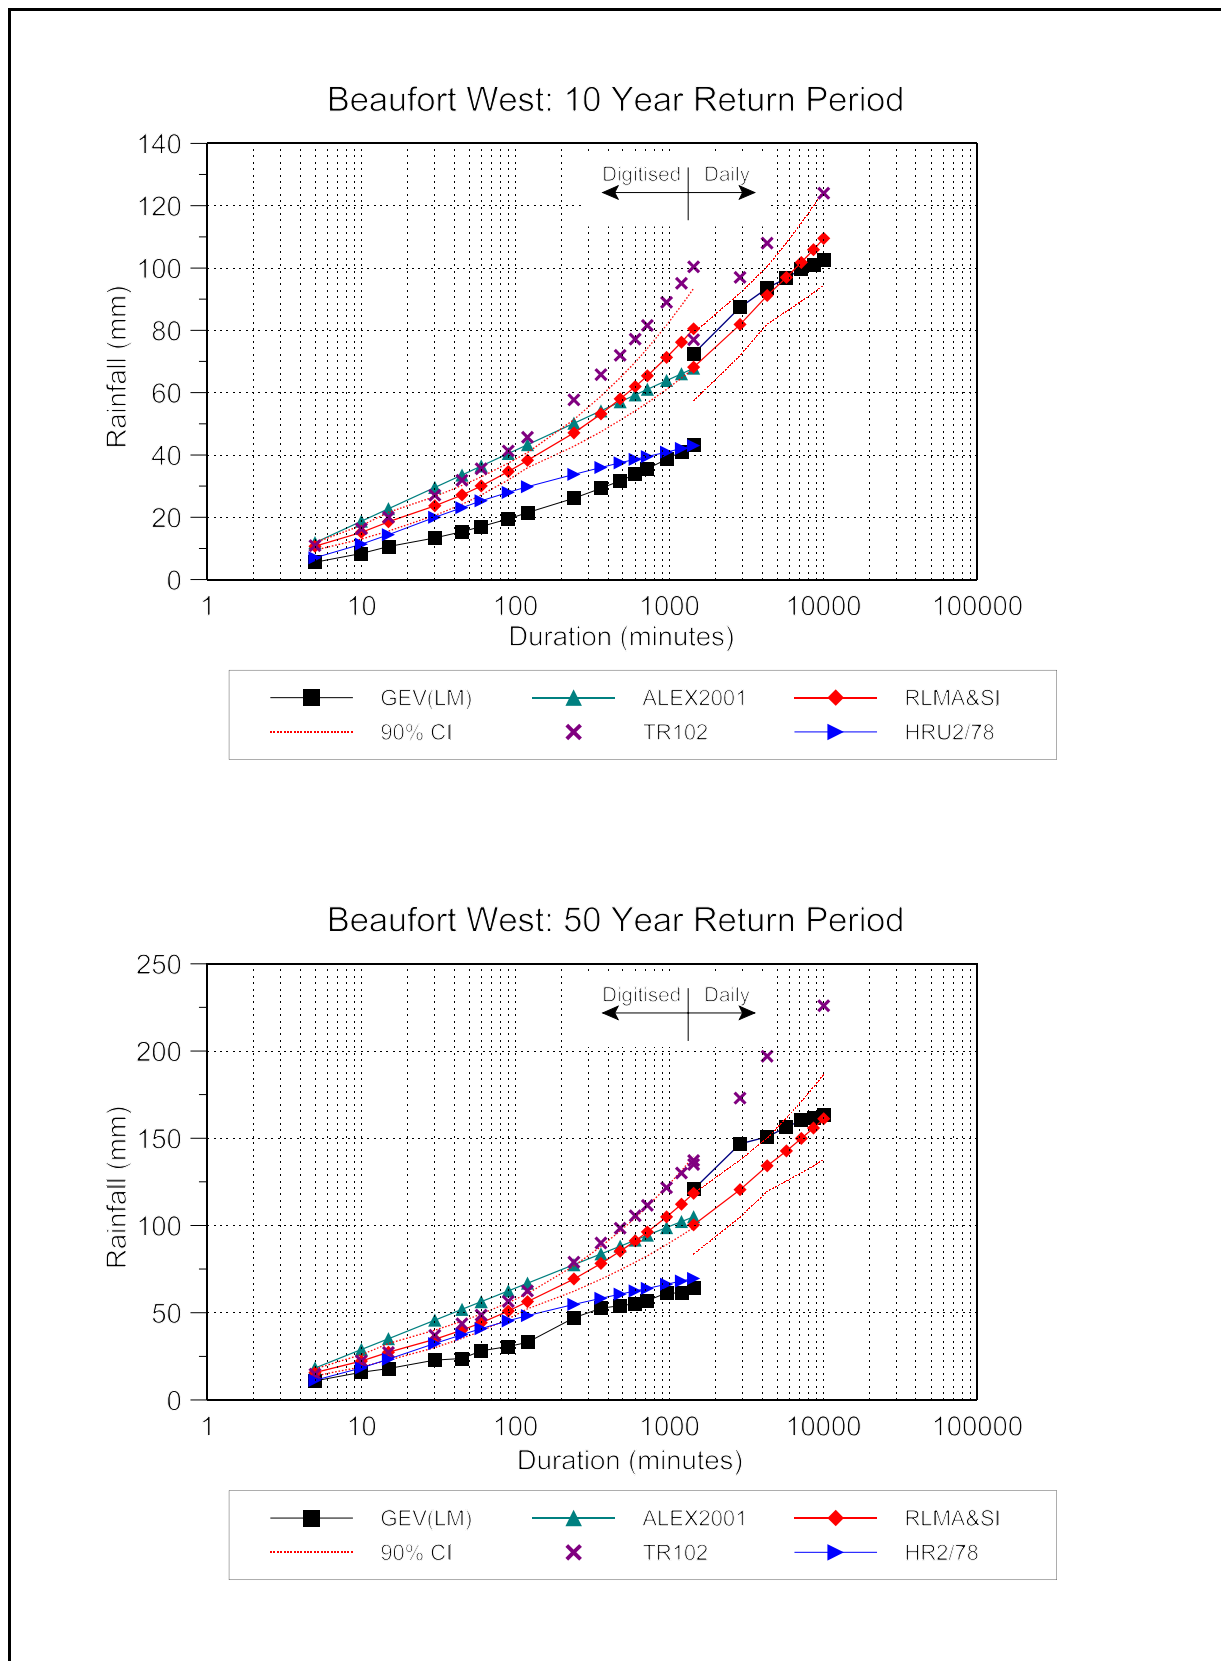 Beaufort West: 10 Year Return Period
140
120
100
80
60
40
20
0
Rainfall (mm)
Digitised Daily
1 10 100 1000 10000 100000
Duration (minutes)
GEV(LM) ALEX2001 RLMA&SI
90% CI TR102 HRU2/78
Beaufort West: 50 Year Return Period
250
200
150
100
50
0
Rainfall (mm)
Digitised Daily
1 10 100 1000 10000 100000
Duration (minutes)
GEV(LM) ALEX2001 RLMA&SI
90% CI TR102 HR2/78